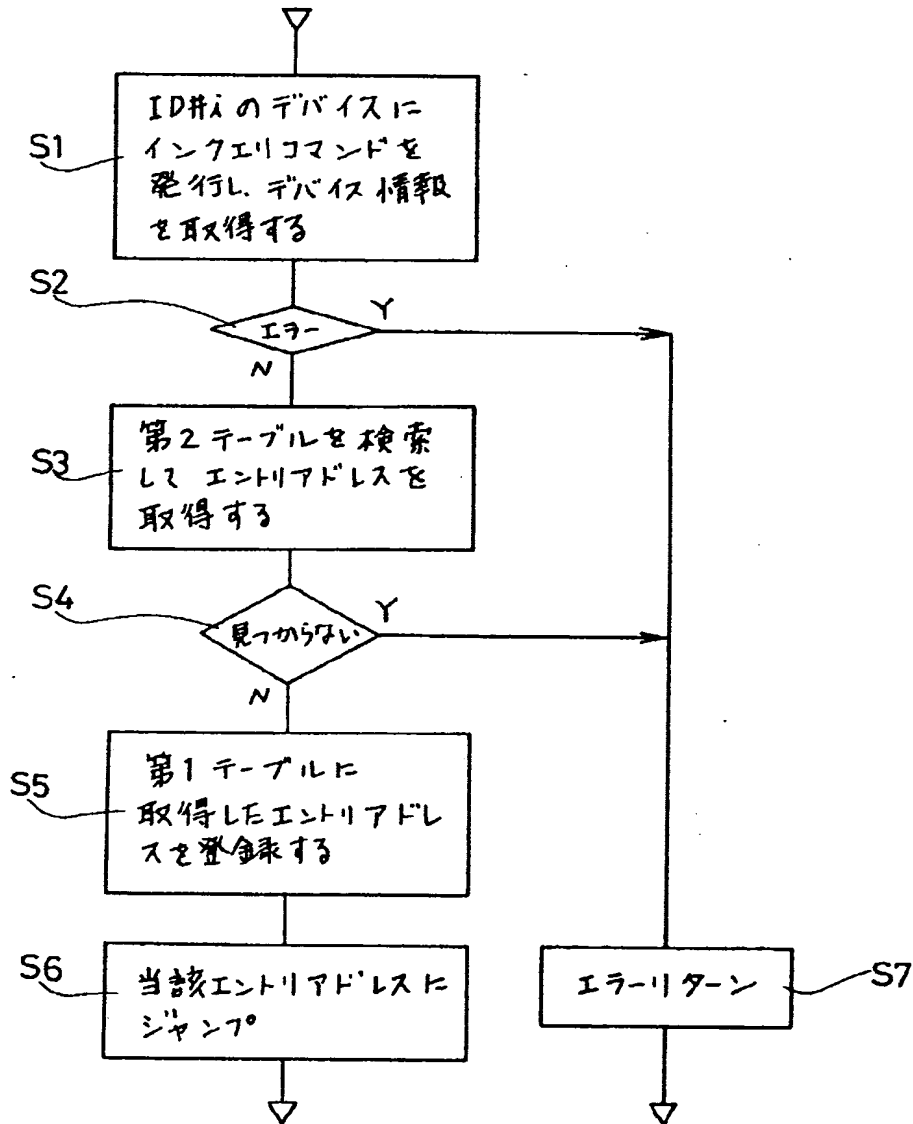 S1
ID#iのデバイスに
インクエリコマンドを
発行し、デバイス情報
を取得する
S2
エラー
Y
N
S3
第2テーブルを検索
して エントリアドレスを
取得する
S4
見つからない
Y
N
S5
第1テーブルに
取得したエントリアドレ
スを登録する
S6
当該エントリアドレスに
ジャンプ
エラーリターン
S7